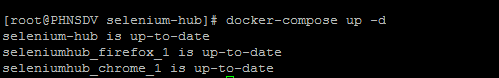 [root@PHNSDV selenium-hub]# docker-compose up -d
selenium-hub is up-to-date
seleniumhub_firefox_1 is up-to-date
seleniumhub_chrome_1 is up-to-date